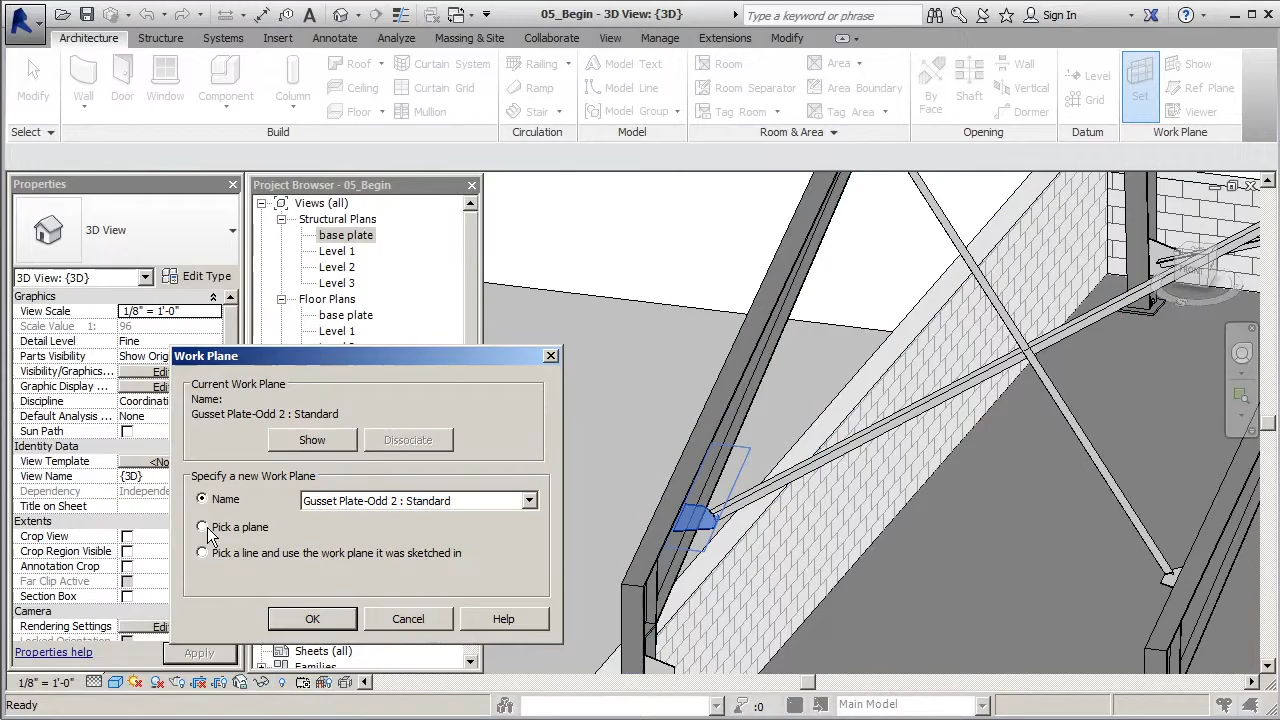 05_Begin - 3D View: {3D}
Type a keyword or phrase
Sign In
Architecture Structure Systems Insert Annotate Analyze Massing & Site Collaborate View Manage Extensions Modify
Modify
Wall
Door
Window
Component
Column
Roof
Ceiling
Floor
Curtain System
Curtain Grid
Mullion
Railing
Ramp
Stair
Model Text
Model Line
Model Group
Room
Room Separator
Tag Room
Area
Area Boundary
Tag Area
By
Face
Shaft
Wall
Vertical
Dormer
Level
Grid
Set
Show
Ref Plane
Viewer
Select Build Circulation Model Room & Area Opening Datum Work Plane
Properties
3D View
3D View: {3D}
Edit Type
Graphics
View Scale 1/8" = 1'-0"
Scale Value 1: 96
Detail Level Fine
Parts Visibility Show Orig
Visibility/Graphics... Edi
Graphic Display ... Edi
Discipline Coordinati
Default Analysis ... None
Sun Path
Identity Data
View Template <No
View Name {3D}
Dependency Independe
Title on Sheet
Extents
Crop View
Crop Region Visible
Annotation Crop
Far Clip Active
Section Box
Camera
Rendering Settings Edi
Locked Orientation
Properties help
Apply
Project Browser - 05_Begin
Views (all)
Structural Plans
base plate
Level 1
Level 2
Level 3
Floor Plans
base plate
Level 1
Sheets (all)
Families
Work Plane
Current Work Plane
Name:
Gusset Plate-Odd 2 : Standard
Show
Dissociate
Specify a new Work Plane
Name
Gusset Plate-Odd 2 : Standard
Pick a plane
Pick a line and use the work plane it was sketched in
OK
Cancel
Help
1/8" = 1'-0"
Ready
:0
Main Model